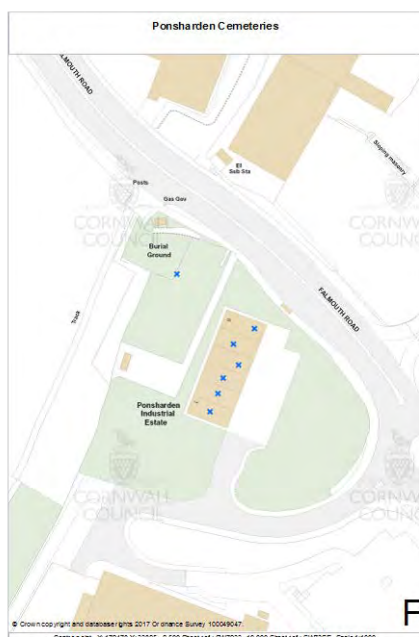 Ponsharden Cemeteries
FALMOUTH ROAD
Sloping masonry
El
Sub Sta
Posts
Gas Gov
CORNWALL
COUNCIL
CORNWALL
COUNCIL
Burial
Ground
FALMOUTH ROAD
Track
Ponsharden
Industrial
Estate
CORNWALL
COUNCIL
CORNWALL
COUNCIL
© Crown copyright and database rights 2017 Ordnance Survey 100049047.
F